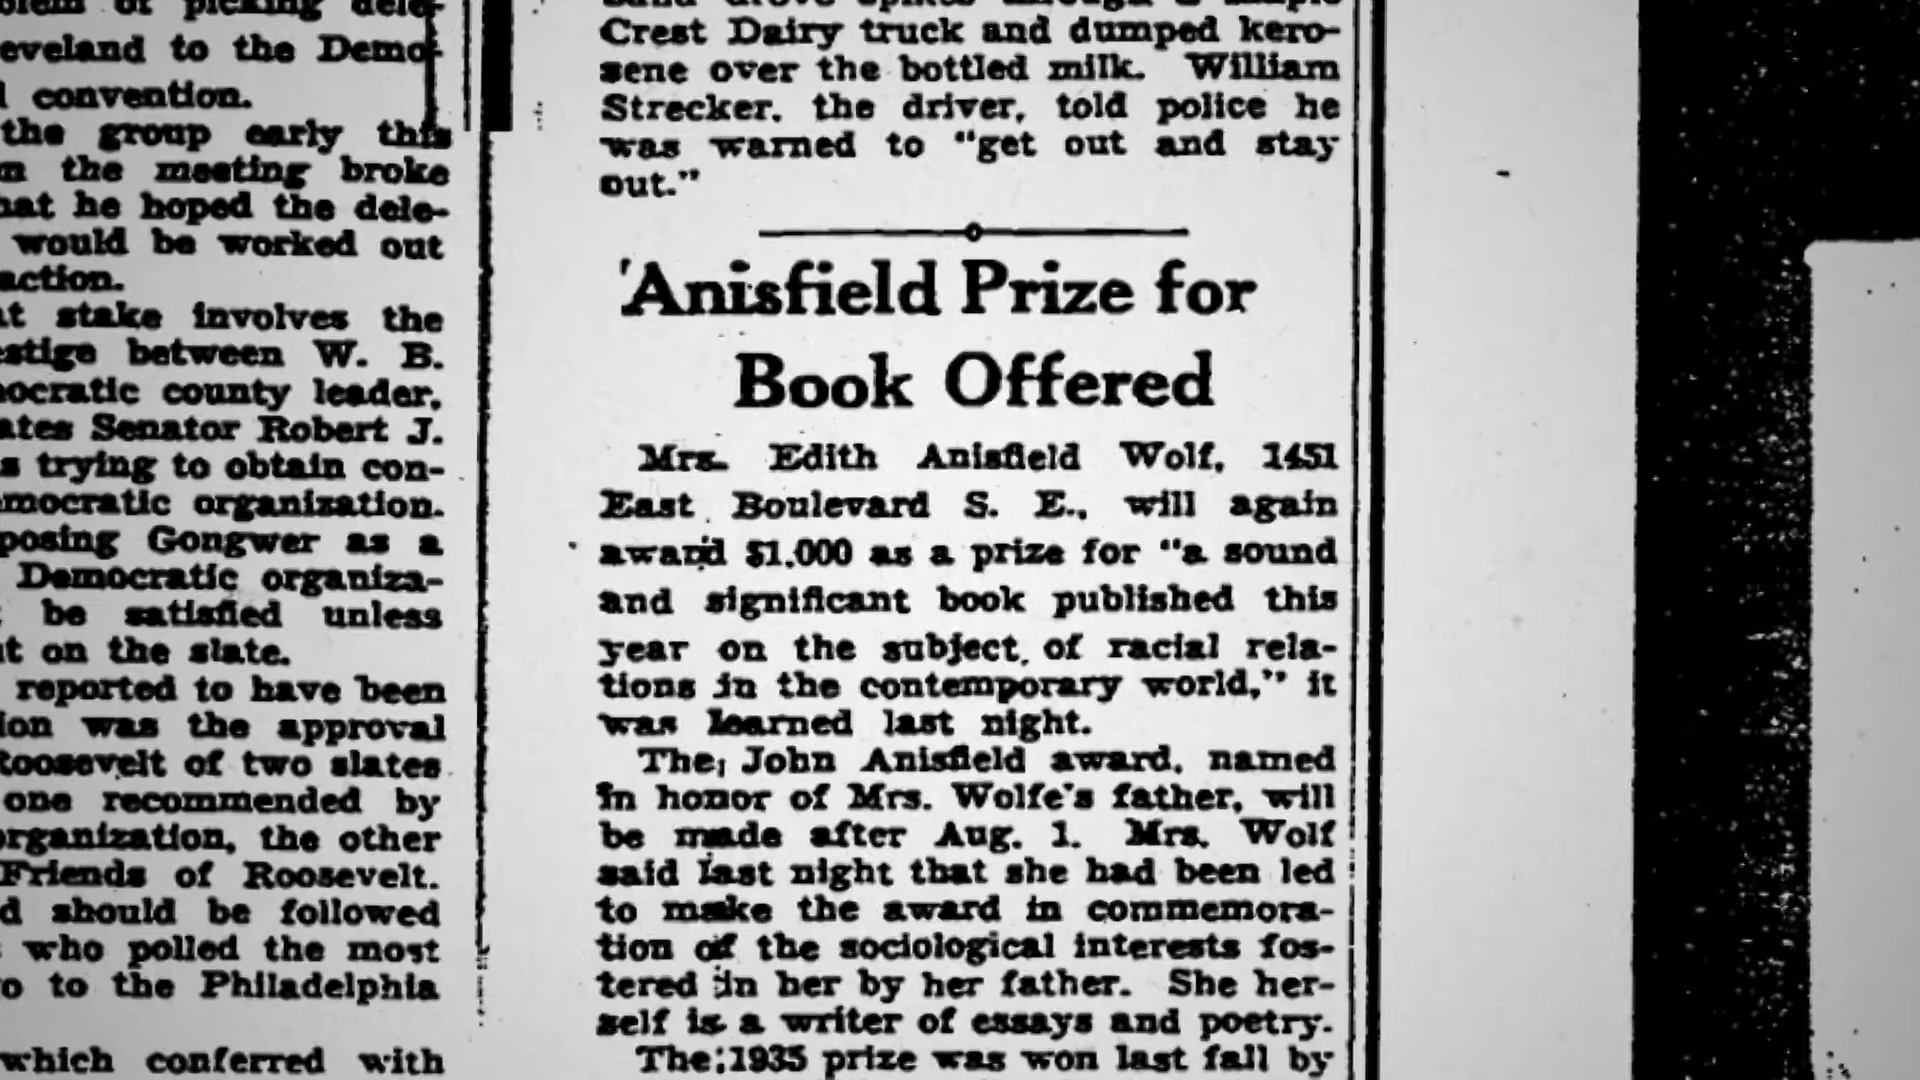 eveland to the Demo-
convention.
the group early this
the meeting broke
he hoped the dele-
would be worked out
action.
stake involves the
between W. B.
county leader,
Senator Robert J.
trying to obtain con-
organization.
Gongwer as a
Democratic organiza-
be satisfied unless
on the slate.
reported to have been
was the approval
Roosevelt of two slates
one recommended by
organization, the other
Friends of Roosevelt.
should be followed
who polled the most
to the Philadelphia
which conferred with
Crest Dairy truck and dumped kero-
sene over the bottled milk. William
Strecker, the driver, told police he
was warned to "get out and stay
out."
'Anisfield Prize for
Book Offered
Mrs. Edith Anisfield Wolf, 1451
East Boulevard S. E., will again
award $1,000 as a prize for "a sound
and significant book published this
year on the subject of racial rela-
tions in the contemporary world," it
was learned last night.
The John Anisfield award, named
in honor of Mrs. Wolfe's father, will
be made after Aug. 1. Mrs. Wolf
said last night that she had been led
to make the award in commemora-
tion of the sociological interests fos-
tered in her by her father. She her-
self is a writer of essays and poetry.
The 1935 prize was won last fall by